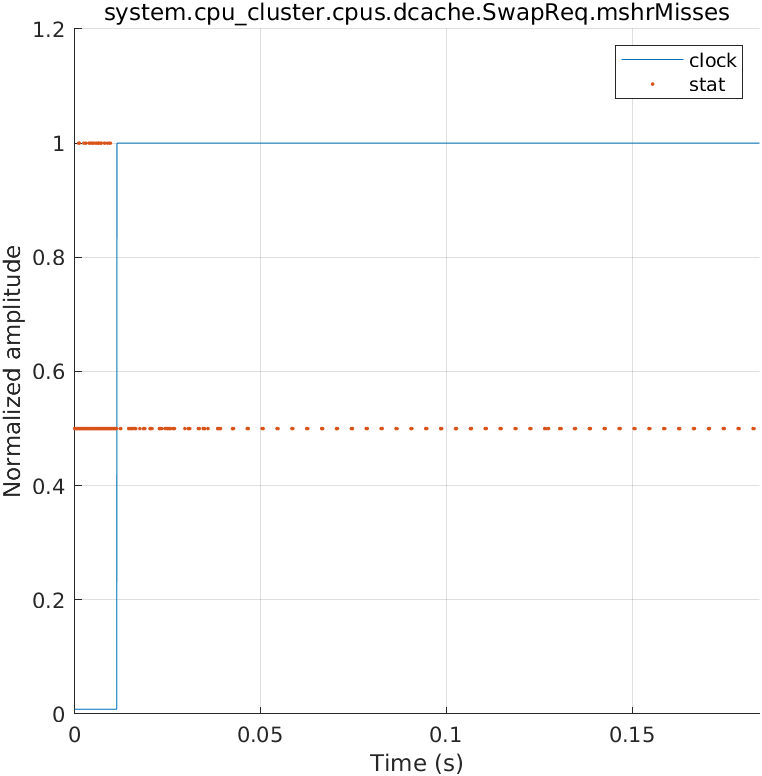 system.cpu_cluster.cpus.dcache.SwapReq.mshrMisses
1.2
clock
stat
1
0.8
0.6
0.4
0.2
0
Normalized amplitude
0 0.05 0.1 0.15
Time (s)